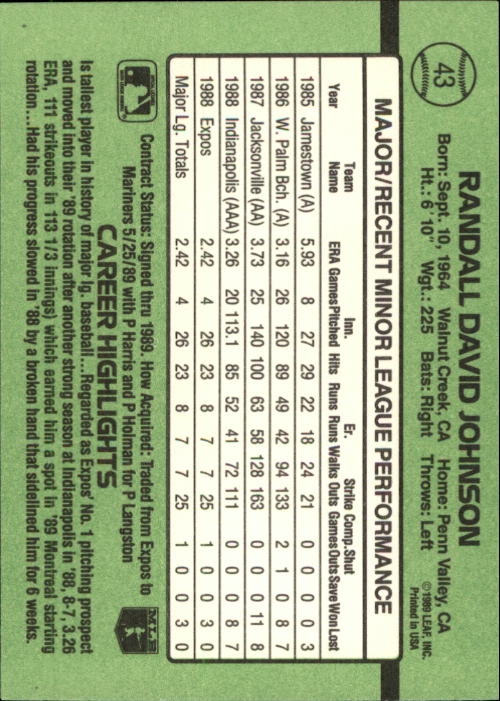 43
RANDALL DAVID JOHNSON
Born: Sept. 10, 1964 Walnut Creek, CA Home: Penn Valley, CA
Ht.: 6'10" Wgt.: 225 Bats: Right Throws: Left
©1989 LEAF, INC.
Printed in USA
MAJOR/RECENT MINOR LEAGUE PERFORMANCE
Team Inn. Er. Strike Comp. Shut
Year Name ERA Games Pitched Hits Runs Runs Walks Outs Games Outs Save Won Lost
1985 Jamestown (A) 5.93 8 27 29 22 18 24 21 0 0 0 0 3
1986 W. Palm Bch. (A) 3.16 26 120 89 49 42 94 133 2 1 0 8 7
1987 Jacksonville (AA) 3.73 25 140 100 63 58 128 163 0 0 0 11 8
1988 Indianapolis (AAA) 3.26 20 113.1 85 52 41 72 111 0 0 0 8 7
1988 Expos 2.42 4 26 23 8 7 7 25 1 0 0 3 0
Major Lg. Totals 2.42 4 26 23 8 7 7 25 1 0 0 3 0
Contract Status: Signed thru 1989. How Acquired: Traded from Expos to
Mariners 5/25/89 with P Harris and P Holman for P Langston
MLB
CAREER HIGHLIGHTS
Is tallest player in history of major lg. baseball...Regarded as Expos' No. 1 pitching prospect
and moved into their '89 rotation after another strong season at Indianapolis in '88, 8-7, 3.26
ERA, 111 strikeouts in 113 1/3 innings) which earned him a spot in '89 Montreal starting
rotation...Had his progress slowed in '88 by a broken hand that sidelined him for 6 weeks.